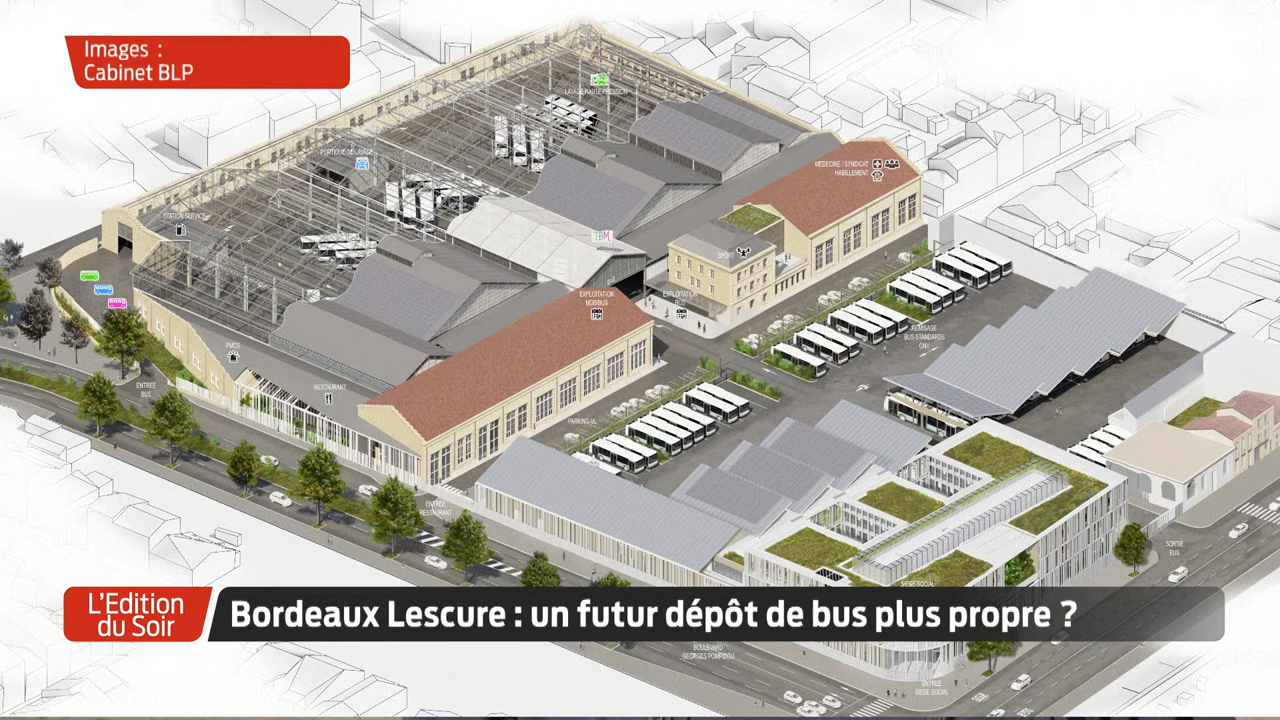 Images :
Cabinet BLP
LAVAGE HAUTE PRESSION
PORTIQUE DE LAVAGE
MEDECINE / SYNDICAT
HABILLEMENT
STATION SERVICE
TBM
SPORT
EXPLOITATION
MOBIBUS
EXPLOITATION
BUS
REMISAGE
BUS STANDARDS
GNV
PMCS
ENTREE
BUS
RESTAURANT
PARKING VL
ENTREE
RESTAURANT
SORTIE
BUS
SIEGE SOCIAL
L'Edition
du Soir
Bordeaux Lescure : un futur dépôt de bus plus propre ?
BOULEVARD
GEORGES POMPIDOU
ENTREE
SIEGE SOCIAL